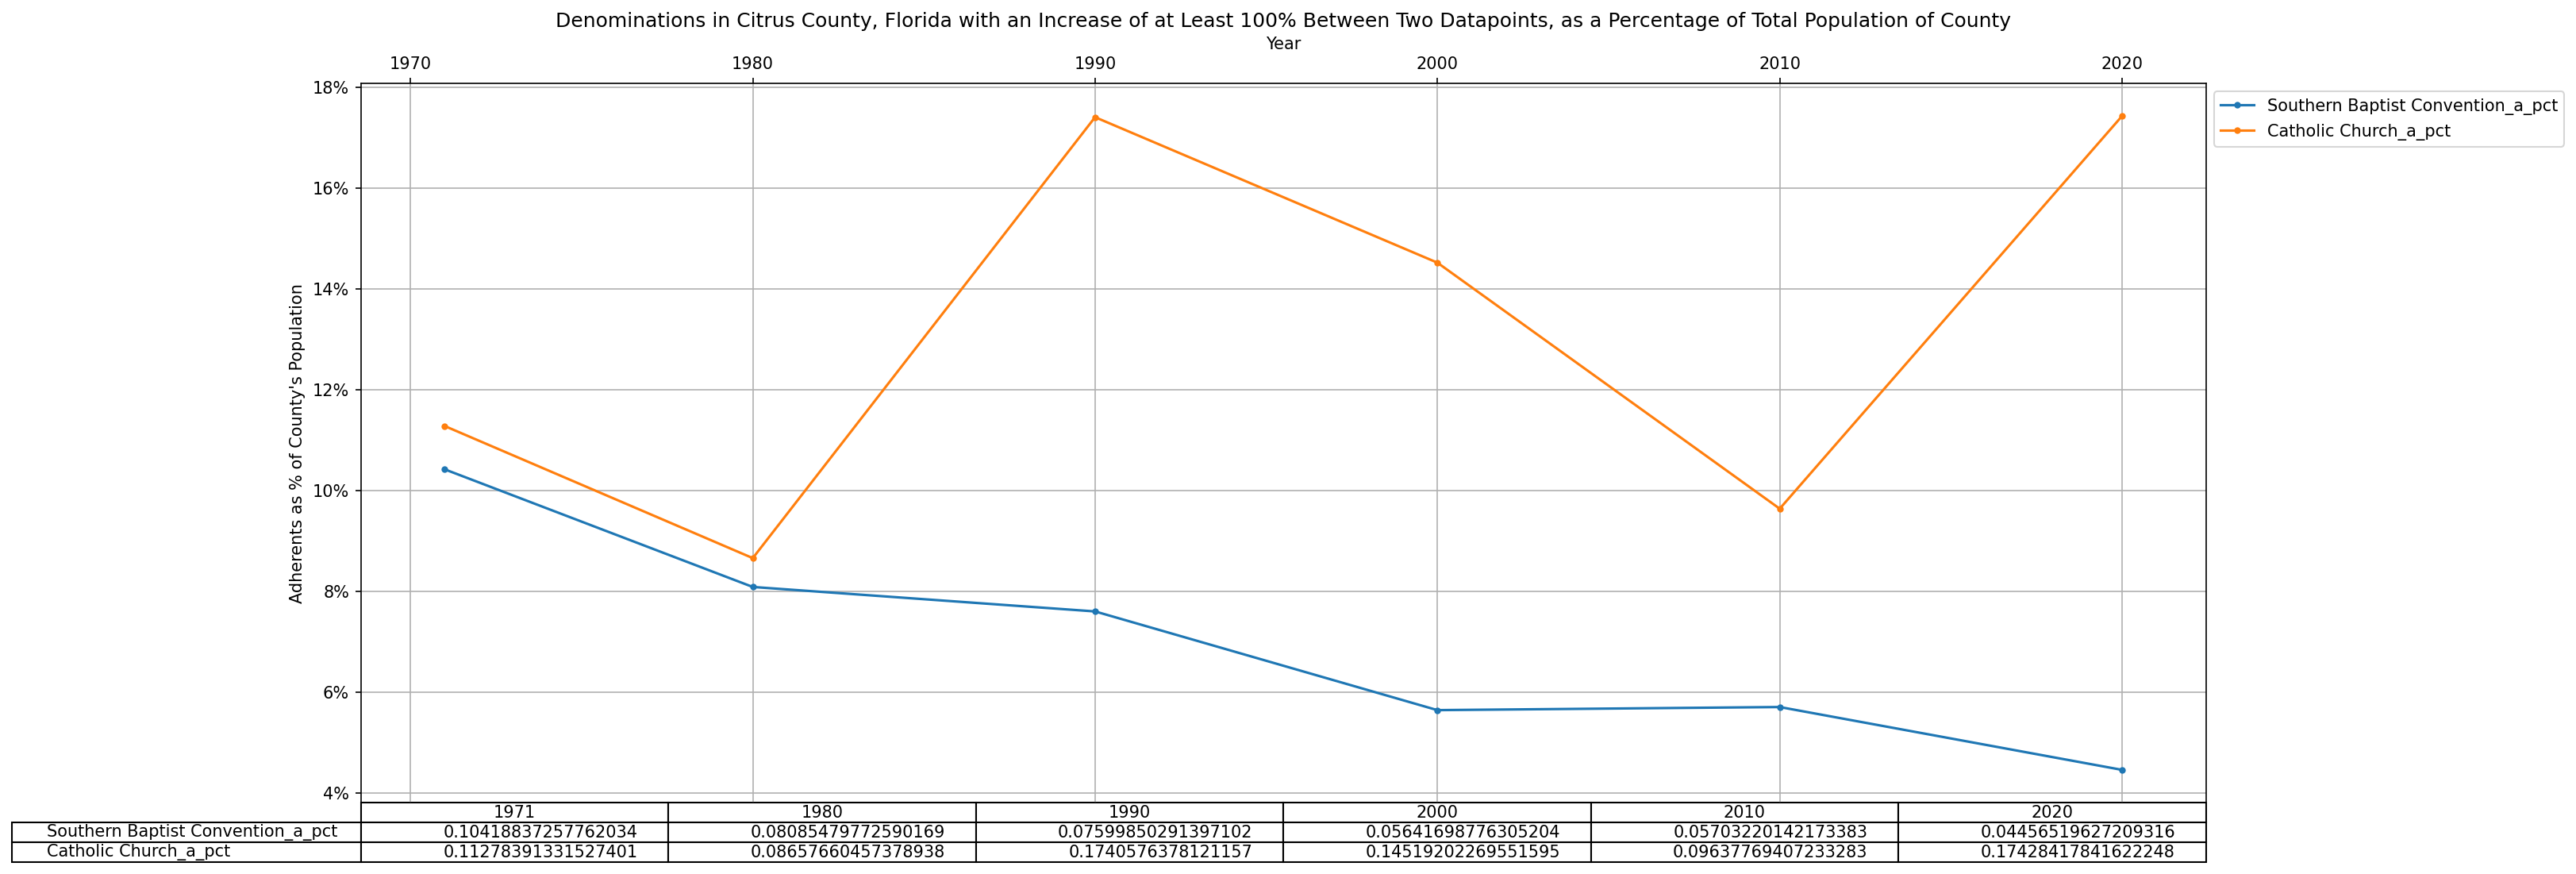 Denominations in Citrus County, Florida with an Increase of at Least 100% Between Two Datapoints, as a Percentage of Total Population of County
Year
1970 1980 1990 2000 2010 2020
18%
16%
14%
12%
10%
8%
6%
4%
Adherents as % of County's Population
Southern Baptist Convention_a_pct
Catholic Church_a_pct
1971 1980 1990 2000 2010 2020
Southern Baptist Convention_a_pct 0.10418837257762034 0.08085479772590169 0.07599850291397102 0.05641698776305204 0.05703220142173383 0.04456519627209316
Catholic Church_a_pct 0.11278391331527401 0.08657660457378938 0.1740576378121157 0.14519202269551595 0.09637769407233283 0.17428417841622248